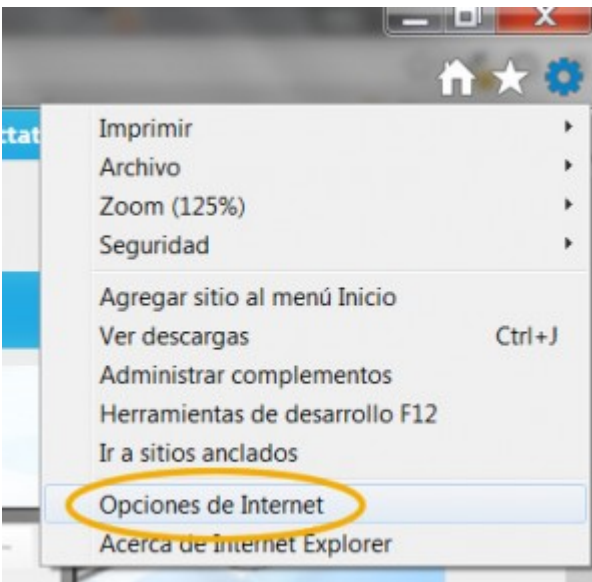 ctat
Imprimir
Archivo
Zoom (125%)
Seguridad
Agregar sitio al menú Inicio
Ver descargas Ctrl+J
Administrar complementos
Herramientas de desarrollo F12
Ir a sitios anclados
Opciones de Internet
Acerca de Internet Explorer